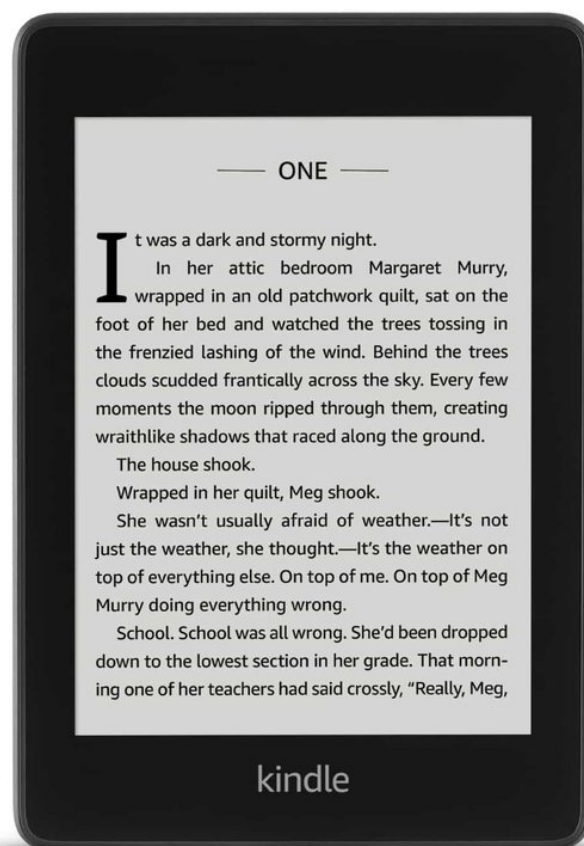 ONE
It was a dark and stormy night.
In her attic bedroom Margaret Murry,
wrapped in an old patchwork quilt, sat on the
foot of her bed and watched the trees tossing in
the frenzied lashing of the wind. Behind the trees
clouds scudded frantically across the sky. Every few
moments the moon ripped through them, creating
wraithlike shadows that raced along the ground.
The house shook.
Wrapped in her quilt, Meg shook.
She wasn't usually afraid of weather.—It's not
just the weather, she thought.—It's the weather on
top of everything else. On top of me. On top of Meg
Murry doing everything wrong.
School. School was all wrong. She'd been dropped
down to the lowest section in her grade. That morn-
ing one of her teachers had said crossly, “Really, Meg,
kindle